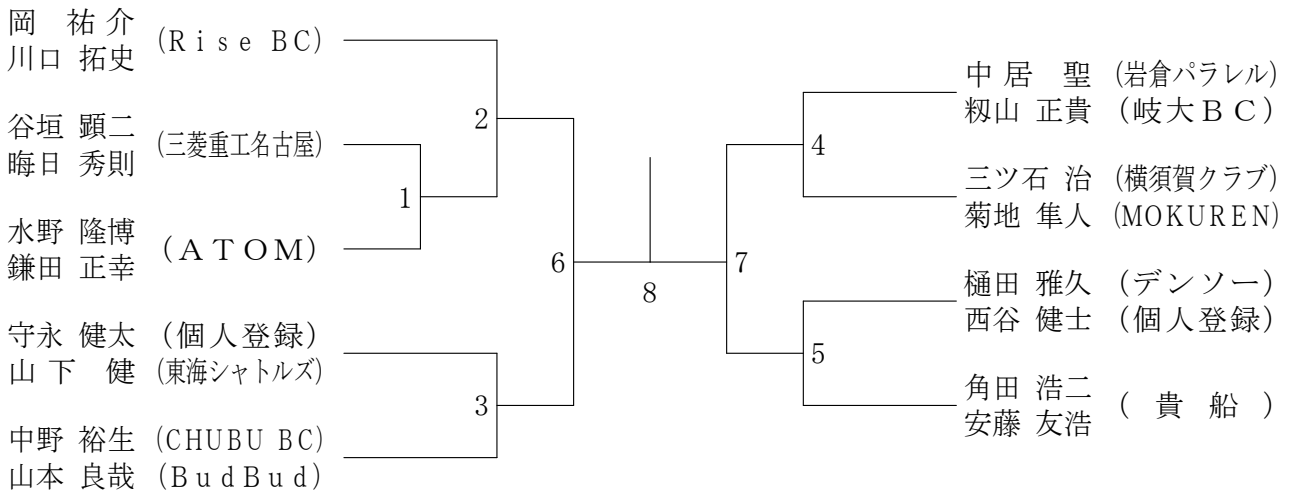 岡 祐介 (Rise BC)
川口 拓史
谷垣 顕二 (三菱重工名古屋)
晦日 秀則
水野 隆博 (ATOM)
鎌田 正幸
守永 健太 (個人登録)
山下 健 (東海シャトルズ)
中野 裕生 (CHUBU BC)
山本 良哉 (BudBud)
2
1
3
6
8
7
4
5
中居 聖 (岩倉パラレル)
籾山 正貴 (岐大BC)
三ツ石 治 (横須賀クラブ)
菊地 隼人 (MOKUREN)
樋田 雅久 (デンソー)
西谷 健士 (個人登録)
角田 浩二 (貴船)
安藤 友浩